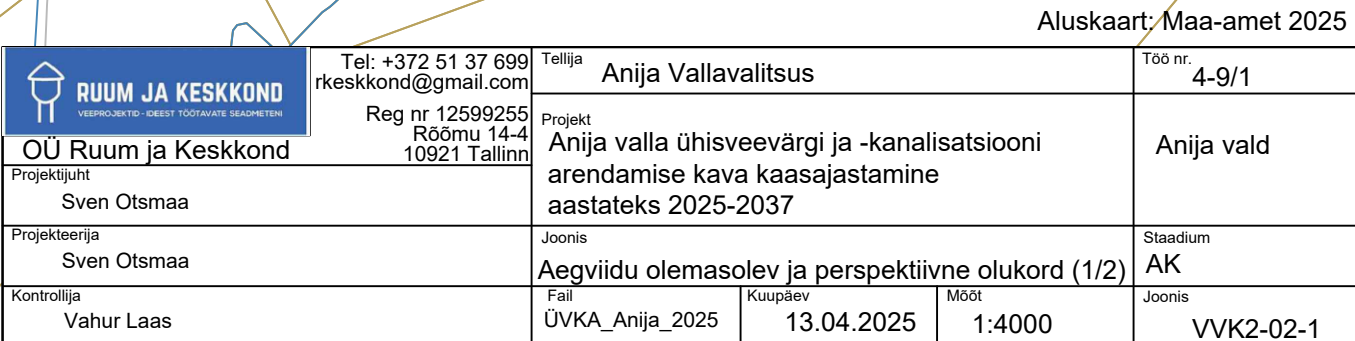 Aluskaart: Maa-amet 2025
RUUM JA KESKKOND
VEEPROJEKTID - IDEEST TÖÖTAVATE SEADMETENI
Tel: +372 51 37 699
rkeskkond@gmail.com
Reg nr 12599255
Rõõmu 14-4
10921 Tallinn
OÜ Ruum ja Keskkond
Tellija
Anija Vallavalitsus
Töö nr.
4-9/1
Projekt
Anija valla ühisveevärgi ja -kanalisatsiooni
arendamise kava kaasajastamine
aastateks 2025-2037
Anija vald
Projektijuht
Sven Otsmaa
Projekteerija
Sven Otsmaa
Joonis
Aegviidu olemasolev ja perspektiivne olukord (1/2)
Staadium
AK
Kontrollija
Vahur Laas
Fail
ÜVKA_Anija_2025
Kuupäev
13.04.2025
Mõõt
1:4000
Joonis
VVK2-02-1